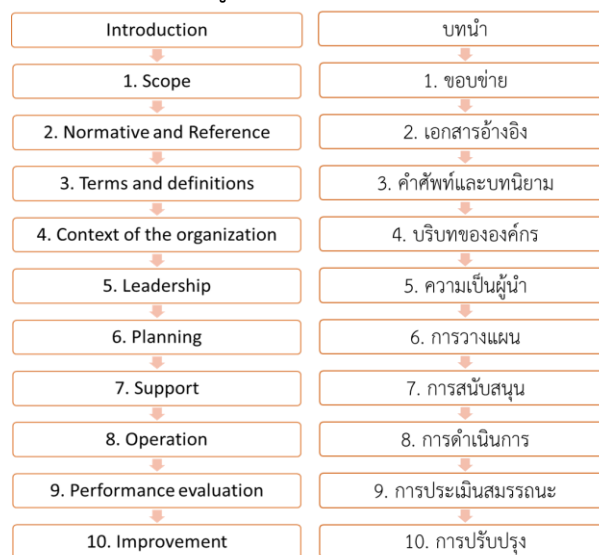 Introduction
1. Scope
2. Normative and Reference
3. Terms and definitions
4. Context of the organization
5. Leadership
6. Planning
7. Support
8. Operation
9. Performance evaluation
10. Improvement
บทนำ
1. ขอบข่าย
2. เอกสารอ้างอิง
3. คำศัพท์และบทนิยาม
4. บริบทขององค์กร
5. ความเป็นผู้นำ
6. การวางแผน
7. การสนับสนุน
8. การดำเนินการ
9. การประเมินสมรรถนะ
10. การปรับปรุง